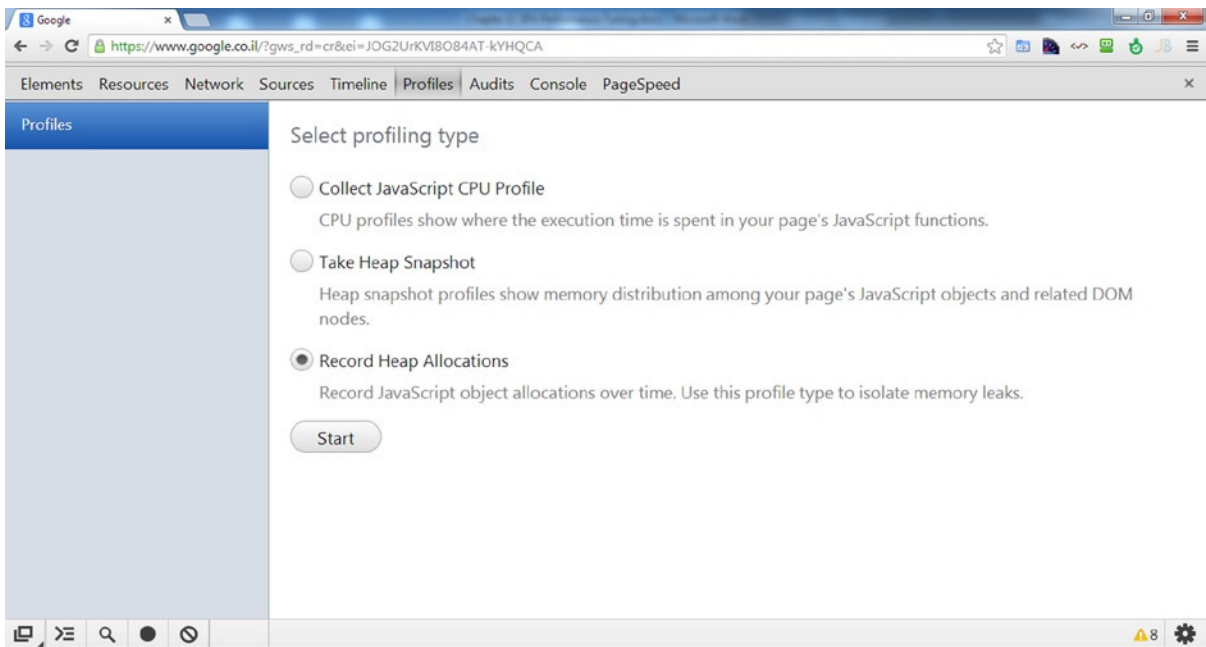 Google
https://www.google.co.il/?gws_rd=cr&ei=JOG2UrKVI8O84AT-kYHQCA
JB
Elements Resources Network Sources Timeline Profiles Audits Console PageSpeed
Profiles
Select profiling type
Collect JavaScript CPU Profile
CPU profiles show where the execution time is spent in your page's JavaScript functions.
Take Heap Snapshot
Heap snapshot profiles show memory distribution among your page's JavaScript objects and related DOM
nodes.
Record Heap Allocations
Record JavaScript object allocations over time. Use this profile type to isolate memory leaks.
Start
8